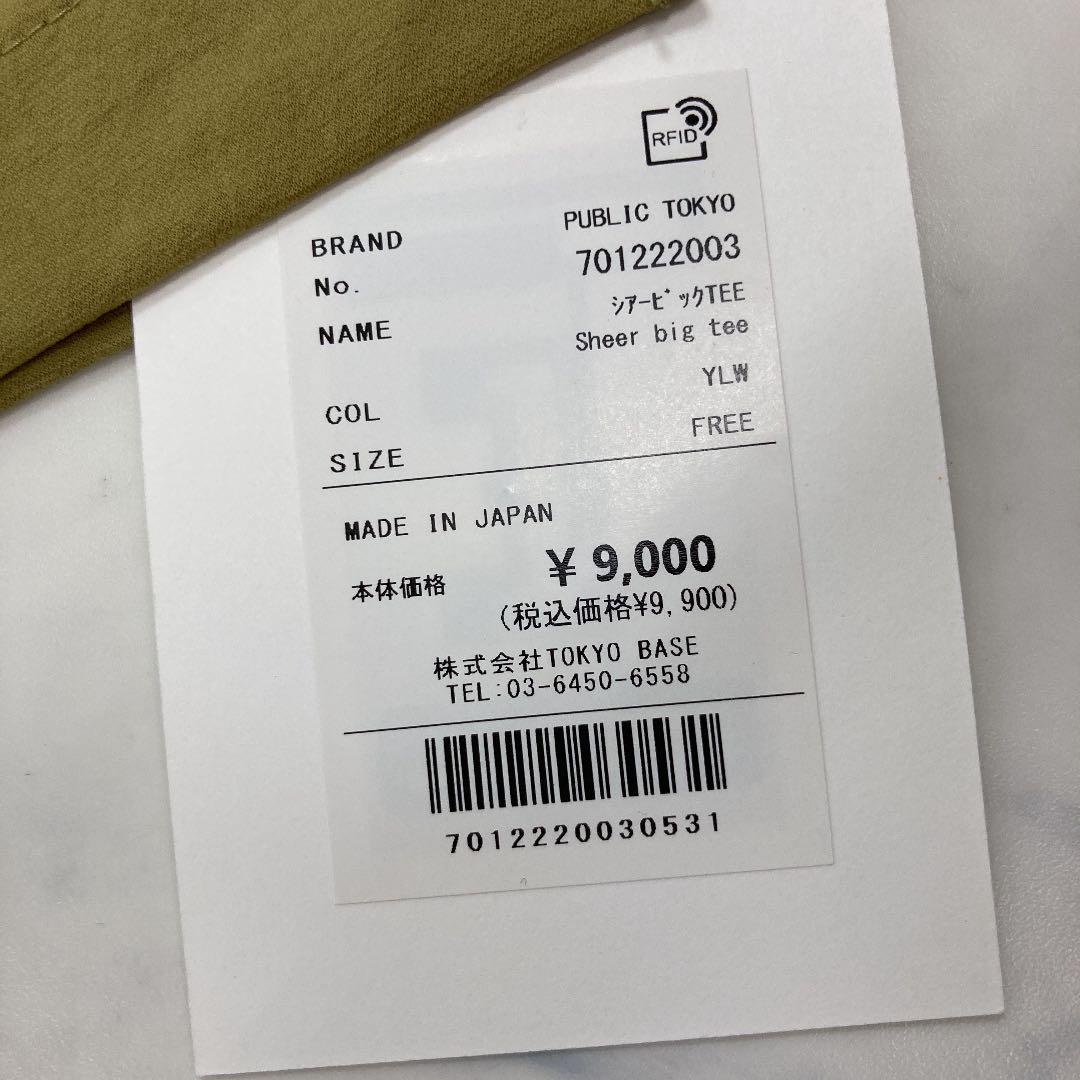 RFID
BRAND PUBLIC TOKYO
No. 701222003
NAME ｼｱｰﾋﾞｯｸTEE
Sheer big tee
COL YLW
SIZE FREE
MADE IN JAPAN
本体価格 ¥ 9,000
(税込価格¥9,900)
株式会社TOKYO BASE
TEL:03-6450-6558
7012220030531